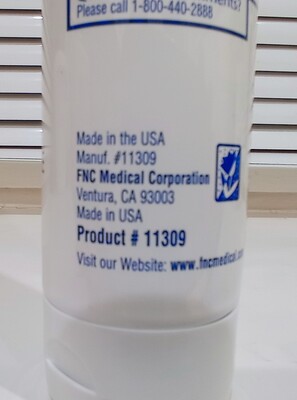 Please call 1-800-440-2888
Made in the USA
Manuf. #11309
FNC Medical Corporation
Ventura, CA 93003
Made in USA
Product # 11309
Visit our Website: www.fncmedical.co